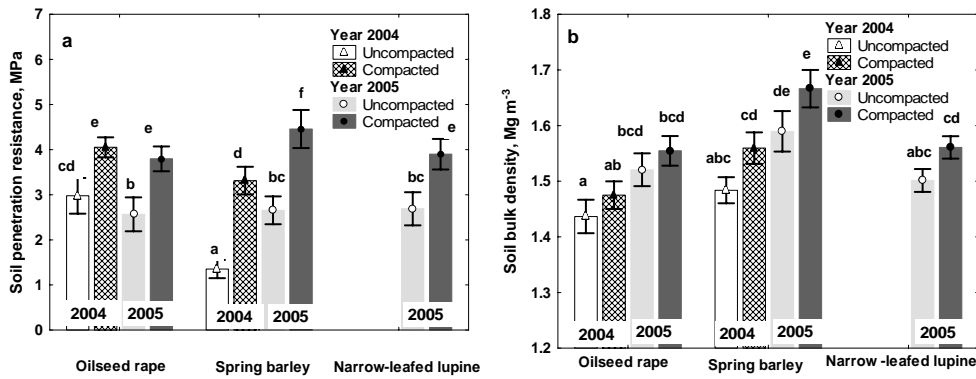 Soil penetration resistance, MPa
7
6
5
4
3
2
1
0
a
Year 2004
Uncompacted
Compacted
Year 2005
Uncompacted
Compacted
cd
e
b
e
a
d
bc
f
bc
e
2004
2005
2004
2005
2005
Oilseed rape
Spring barley
Narrow-leafed lupine
Soil bulk density, Mg m-3
1.8
1.7
1.6
1.5
1.4
1.3
1.2
b
Year 2004
Uncompacted
Compacted
Year 2005
Uncompacted
Compacted
a
ab
bcd
bcd
abc
cd
de
e
abc
cd
2004
2005
2004
2005
2005
Oilseed rape
Spring barley
Narrow -leafed lupine